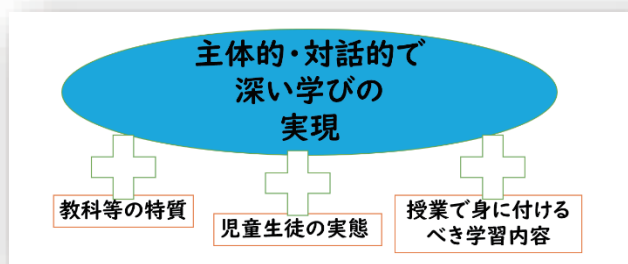 主体的・対話的で
深い学びの
実現
教科等の特質
児童生徒の実態
授業で身に付ける
べき学習内容